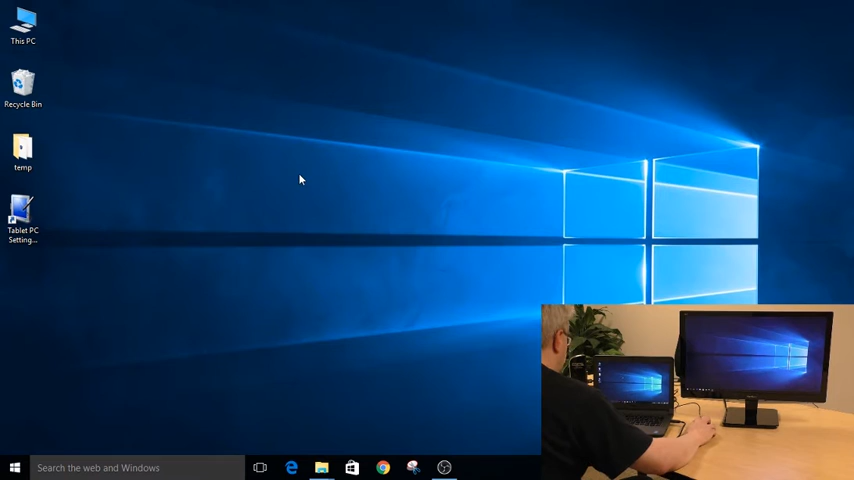 This PC
Recycle Bin
temp
Tablet PC
Setting...
Search the web and Windows